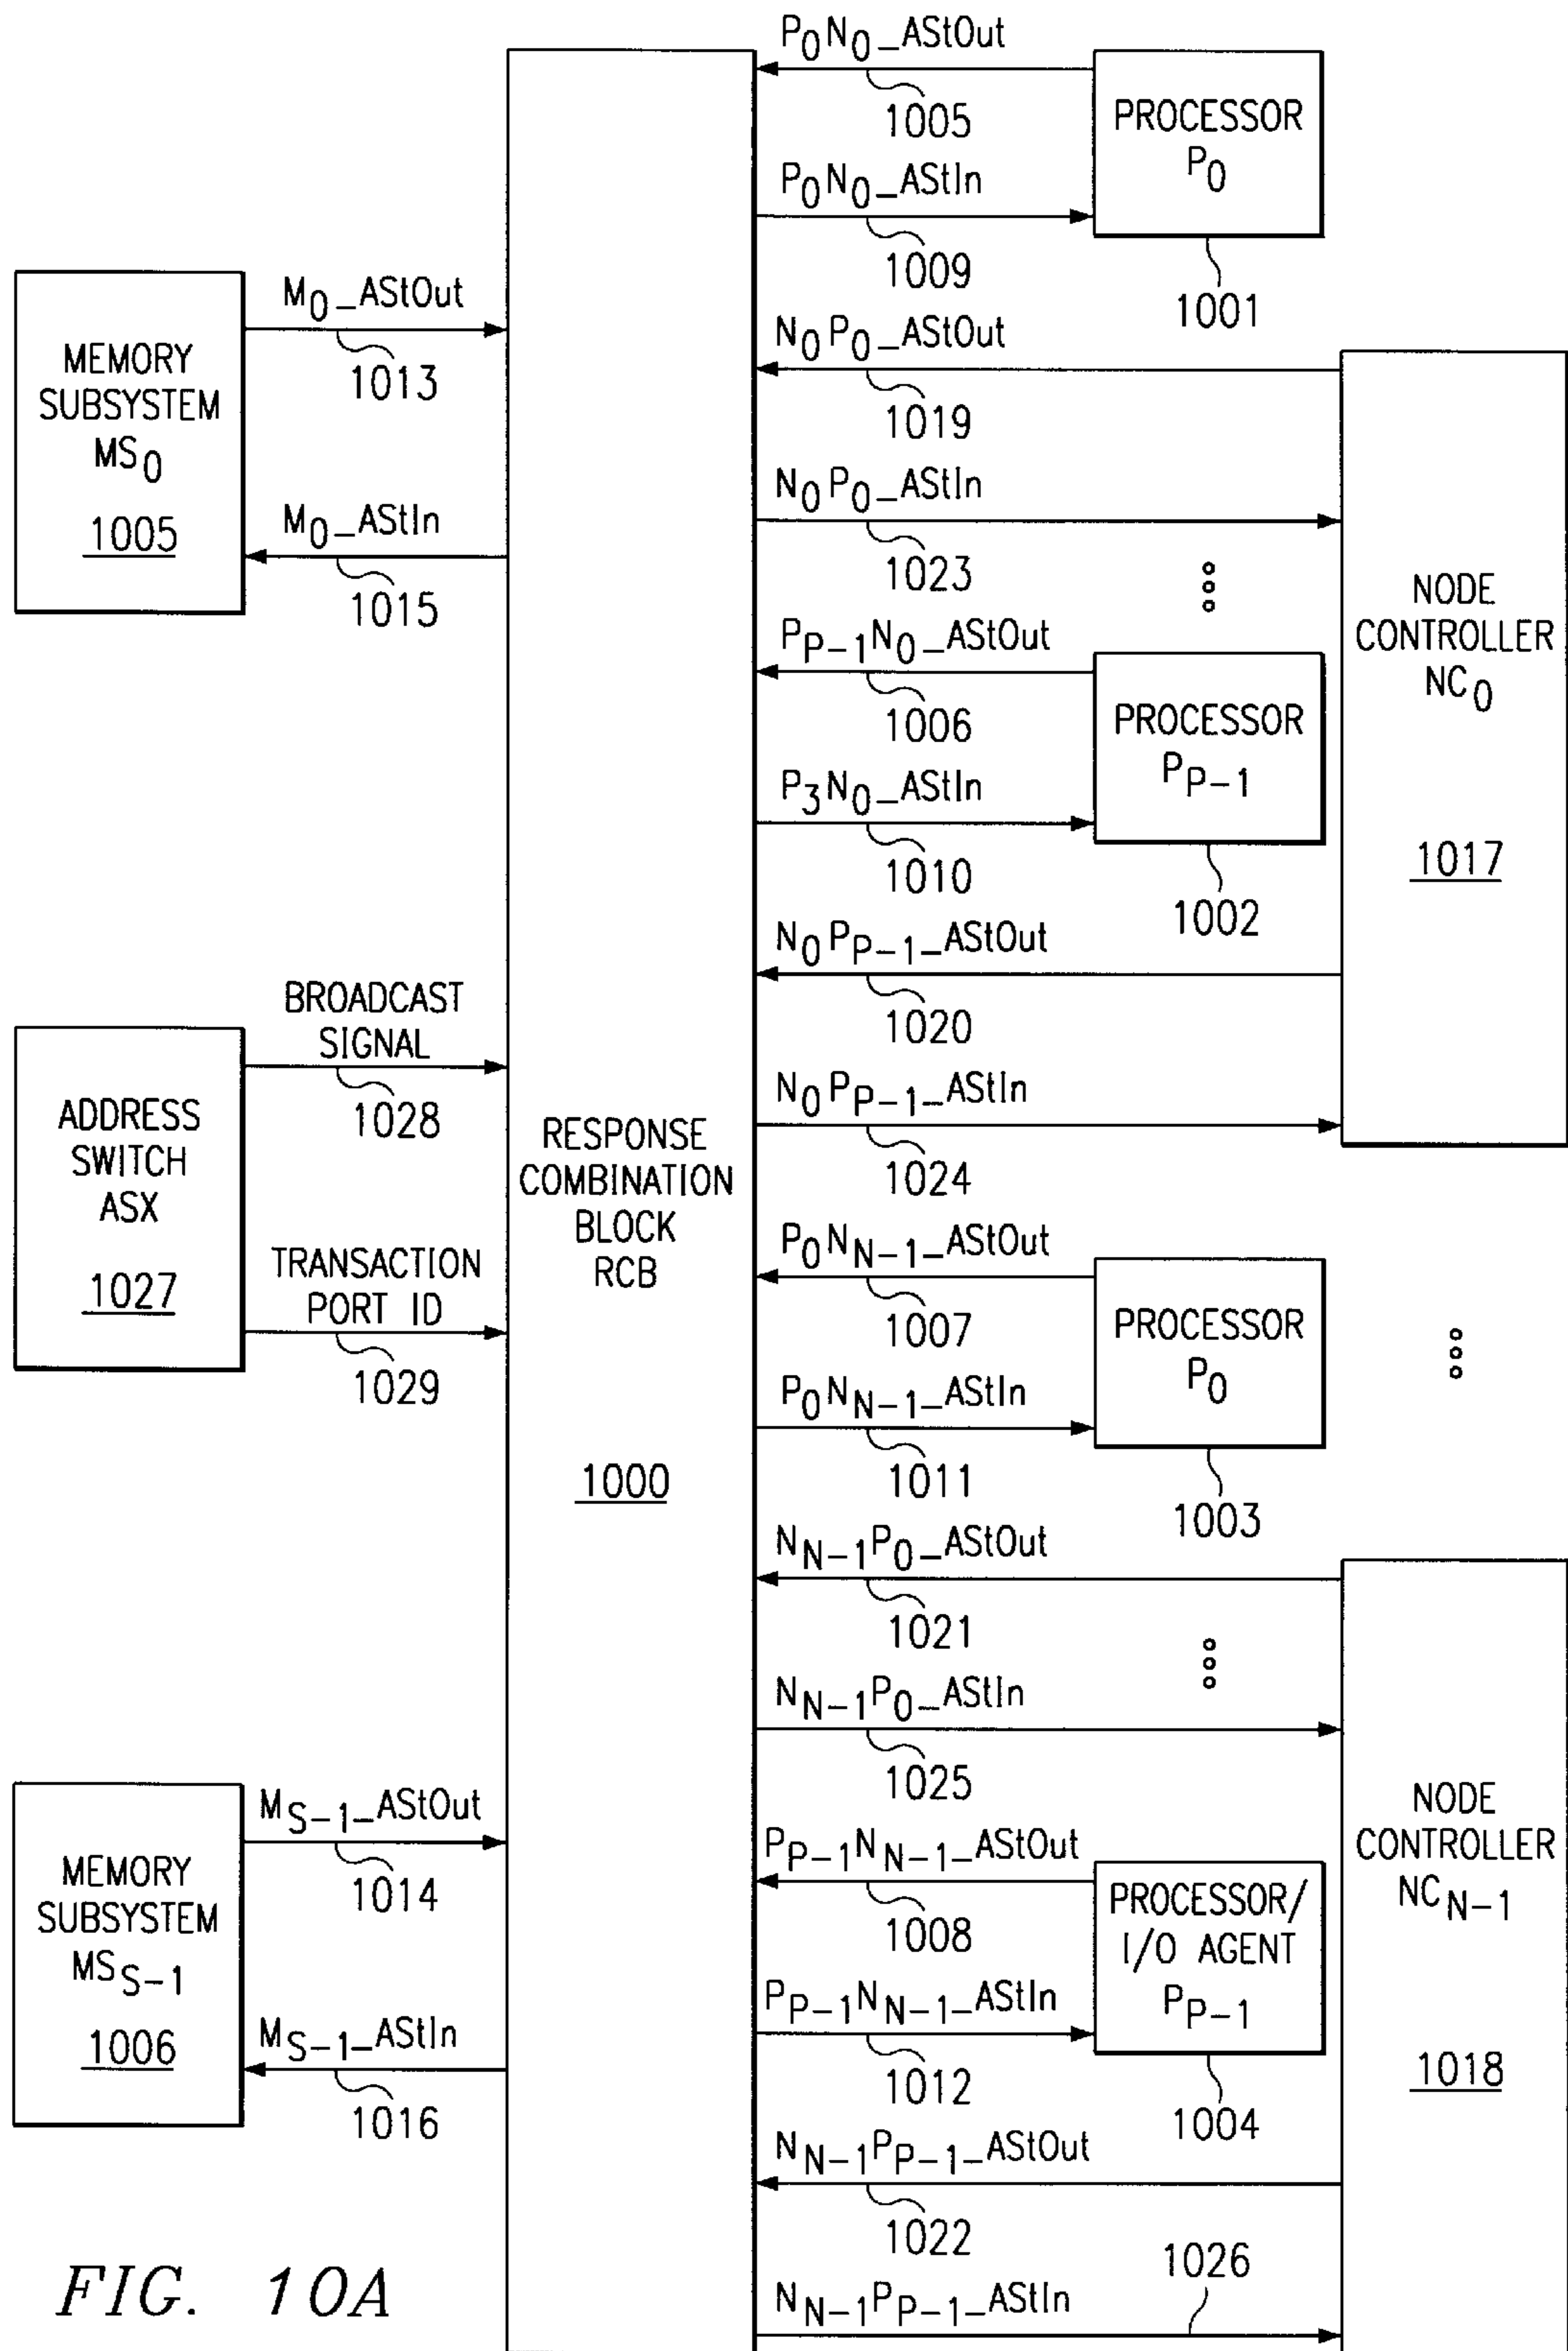 P0N0_AStOut
1005
PROCESSOR
P0
P0N0_AStIn
1009
1001
M0_AStOut
1013
MEMORY
SUBSYSTEM
MS0
1005
M0_AStIn
1015
N0P0_AStOut
1019
N0P0_AStIn
1023
NODE
CONTROLLER
NC0
1017
PP-1N0_AStOut
1006
PROCESSOR
PP-1
P3N0_AStIn
1010
1002
N0PP-1_AStOut
1020
N0PP-1_AStIn
1024
BROADCAST
SIGNAL
1028
ADDRESS
SWITCH
ASX
1027
TRANSACTION
PORT ID
1029
RESPONSE
COMBINATION
BLOCK
RCB
1000
P0NN-1_AStOut
1007
PROCESSOR
P0
P0NN-1_AStIn
1011
1003
NN-1P0_AStOut
1021
NN-1P0_AStIn
1025
NODE
CONTROLLER
NCN-1
1018
MS-1_AStOut
1014
MEMORY
SUBSYSTEM
MSS-1
1006
MS-1_AStIn
1016
PP-1NN-1_AStOut
1008
PROCESSOR/
I/O AGENT
PP-1
PP-1NN-1_AStIn
1012
1004
NN-1PP-1_AStOut
1022
1026
NN-1PP-1_AStIn
FIG. 10A